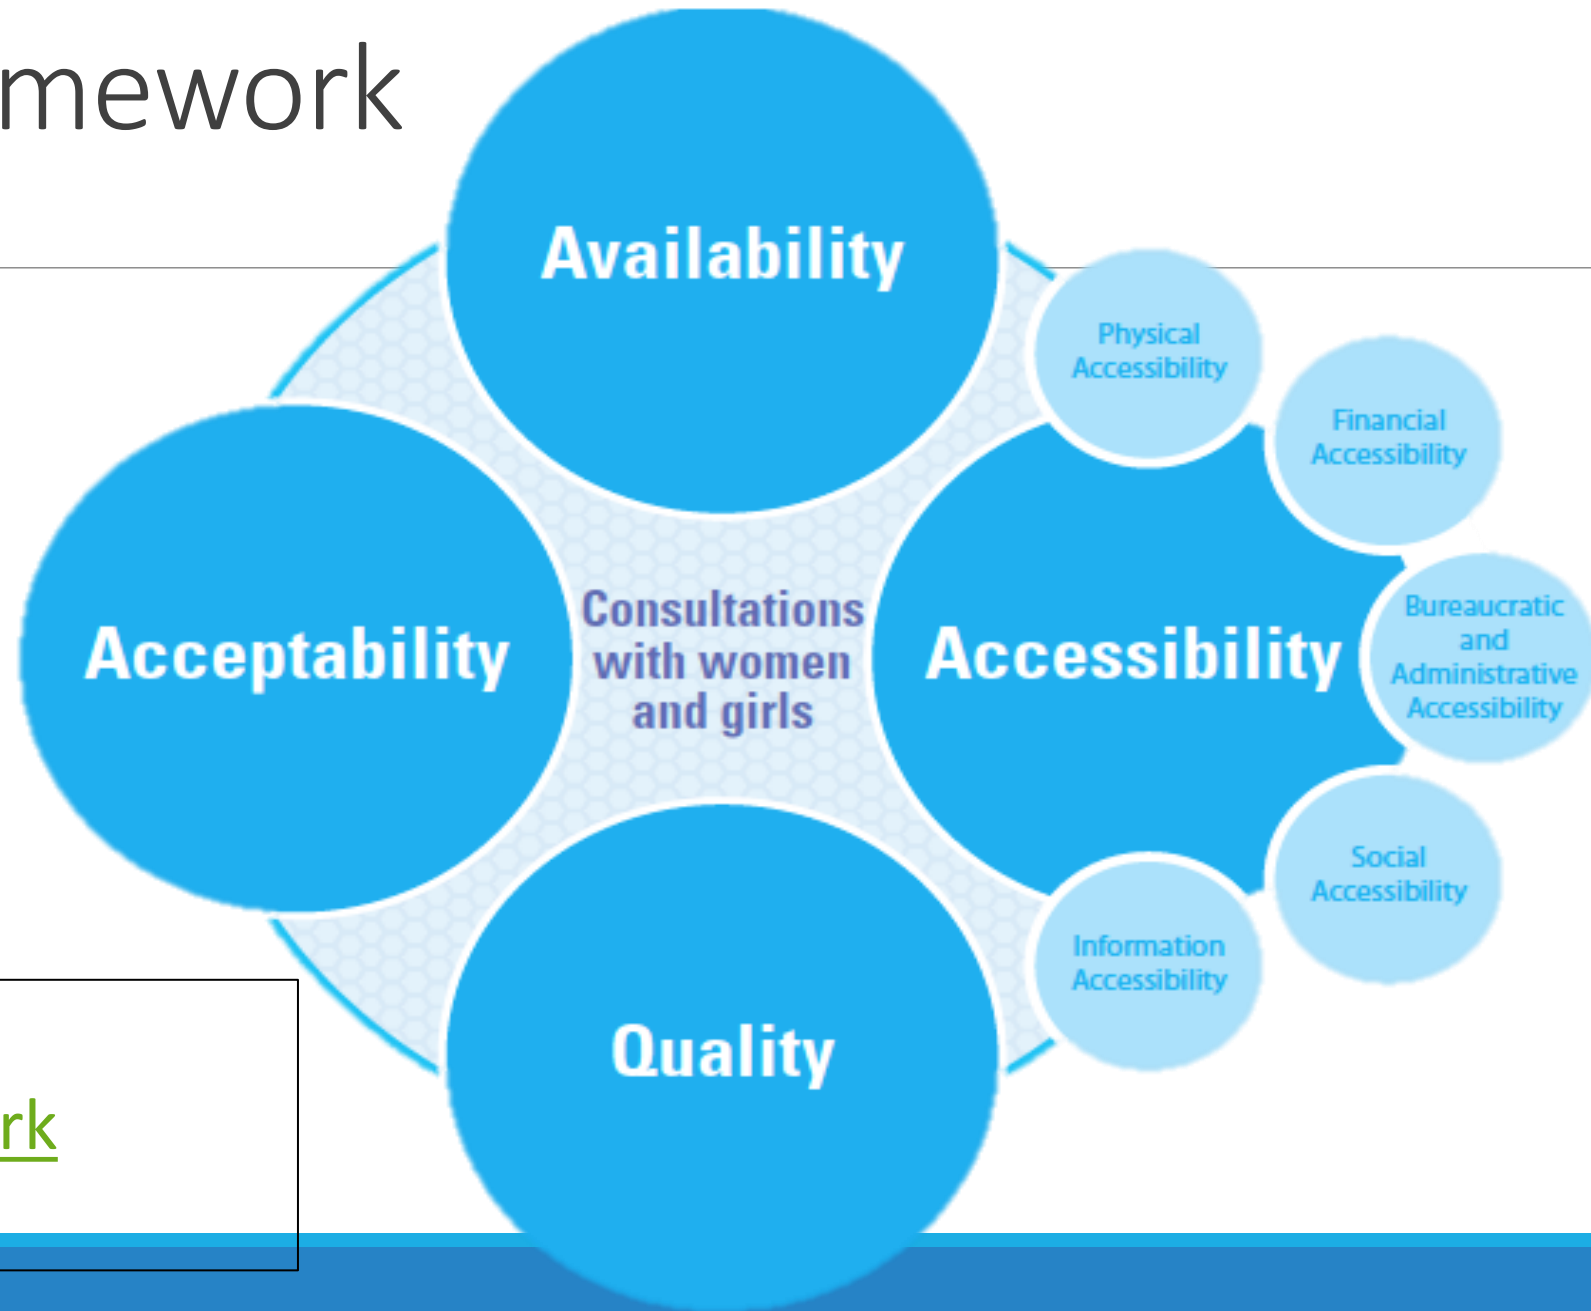 mework
Availability
Physical
Accessibility
Financial
Accessibility
Acceptability
Consultations
with women
and girls
Accessibility
Bureaucratic
and
Administrative
Accessibility
Social
Accessibility
Information
Accessibility
Quality
rk